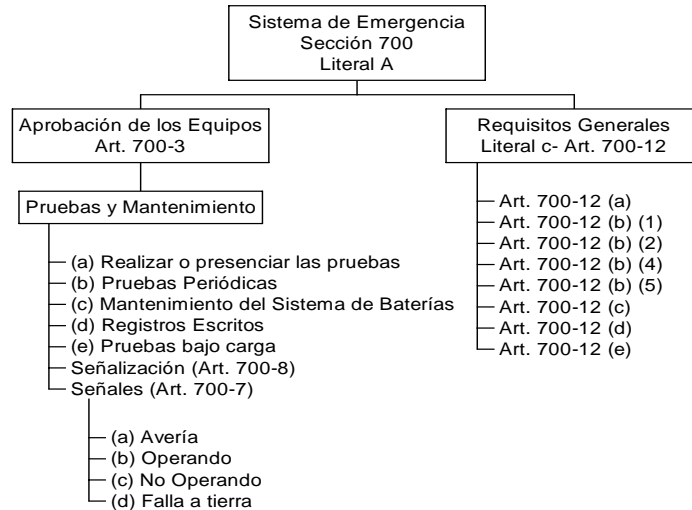 Sistema de Emergencia
Sección 700
Literal A
Aprobación de los Equipos
Art. 700-3
Requisitos Generales
Literal c- Art. 700-12
Pruebas y Mantenimiento
(a) Realizar o presenciar las pruebas
(b) Pruebas Periódicas
(c) Mantenimiento del Sistema de Baterías
(d) Registros Escritos
(e) Pruebas bajo carga
Señalización (Art. 700-8)
Señales (Art. 700-7)
(a) Avería
(b) Operando
(c) No Operando
(d) Falla a tierra
Art. 700-12 (a)
Art. 700-12 (b) (1)
Art. 700-12 (b) (2)
Art. 700-12 (b) (4)
Art. 700-12 (b) (5)
Art. 700-12 (c)
Art. 700-12 (d)
Art. 700-12 (e)